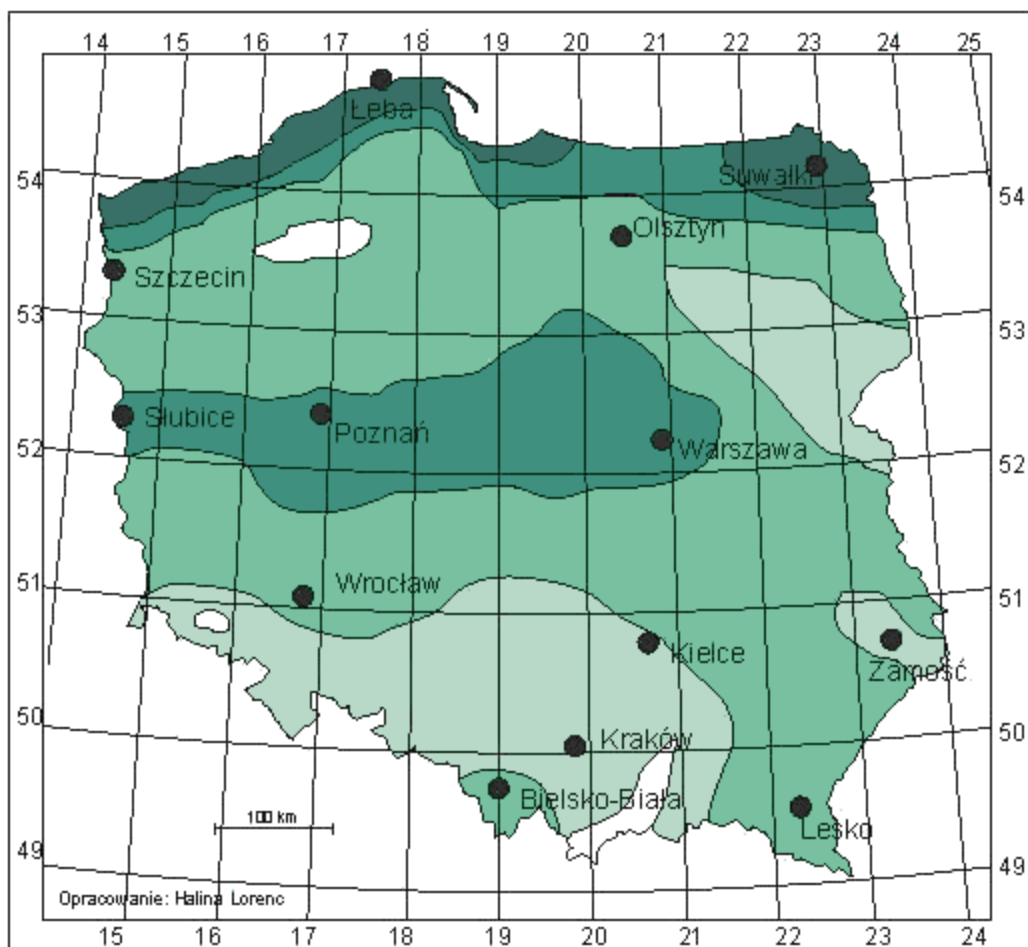 14 15 16 17 18 19 20 21 22 23 24 25
Łeba
54 Suwałki 54
Olsztyn
Szczecin
53 53
Słubice Poznań
Warszawa
52 52
51 Wrocław 51
Kielce Zamość
50 Kraków 50
Bielsko-Biała
100 km Lesko
49 49
Opracowanie: Halina Lorenc
15 16 17 18 19 20 21 22 23 24